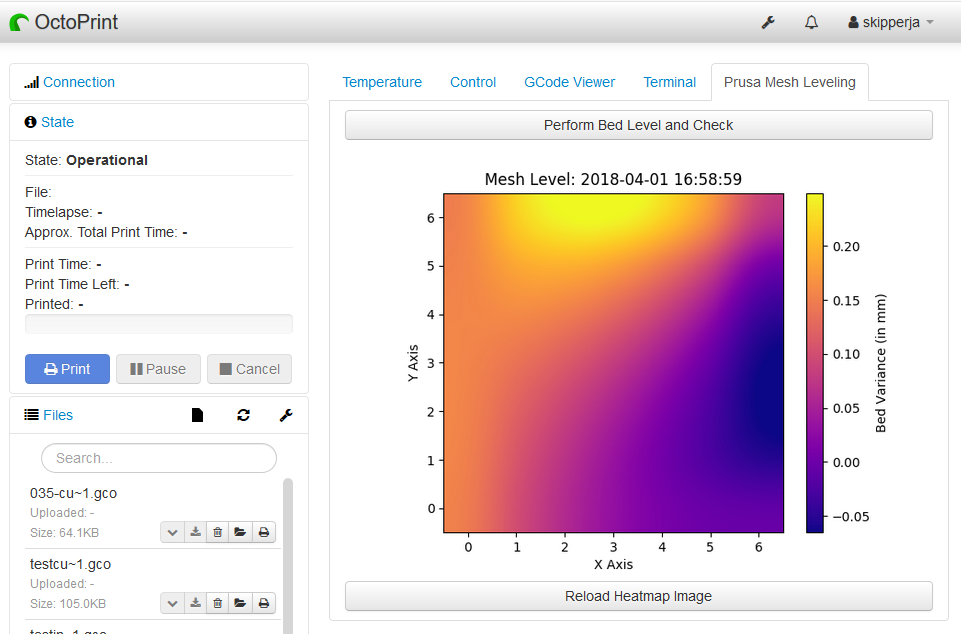 OctoPrint
skipperja
Connection
State
State: Operational
File:
Timelapse: -
Approx. Total Print Time: -
Print Time: -
Print Time Left: -
Printed: -
Print
Pause
Cancel
Files
Search...
035-cu~1.gco
Uploaded: -
Size: 64.1KB
testcu~1.gco
Uploaded: -
Size: 105.0KB
testin~1.gco
Temperature
Control
GCode Viewer
Terminal
Prusa Mesh Leveling
Perform Bed Level and Check
Mesh Level: 2018-04-01 16:58:59
Y Axis
6
5
4
3
2
1
0
0 1 2 3 4 5 6
X Axis
0.20
0.15
0.10
0.05
0.00
−0.05
Bed Variance (in mm)
Reload Heatmap Image